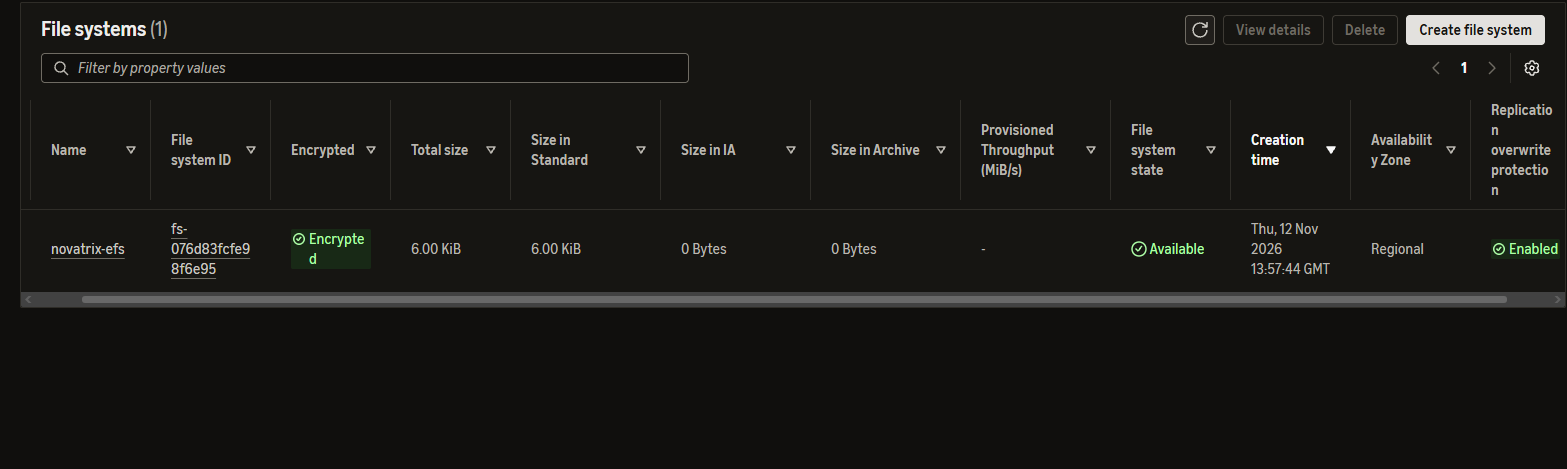 File systems (1)
View details
Delete
Create file system
Filter by property values
1
Name
File
system ID
Encrypted
Total size
Size in
Standard
Size in IA
Size in Archive
Provisioned
Throughput
(MiB/s)
File
system
state
Creation
time
Availabilit
y Zone
Replicatio
n
overwrite
protectio
n
novatrix-efs
fs-
076d83fcfe9
8f6e95
Encrypte
d
6.00 KiB
6.00 KiB
0 Bytes
0 Bytes
-
Available
Thu, 12 Nov
2026
13:57:44 GMT
Regional
Enabled